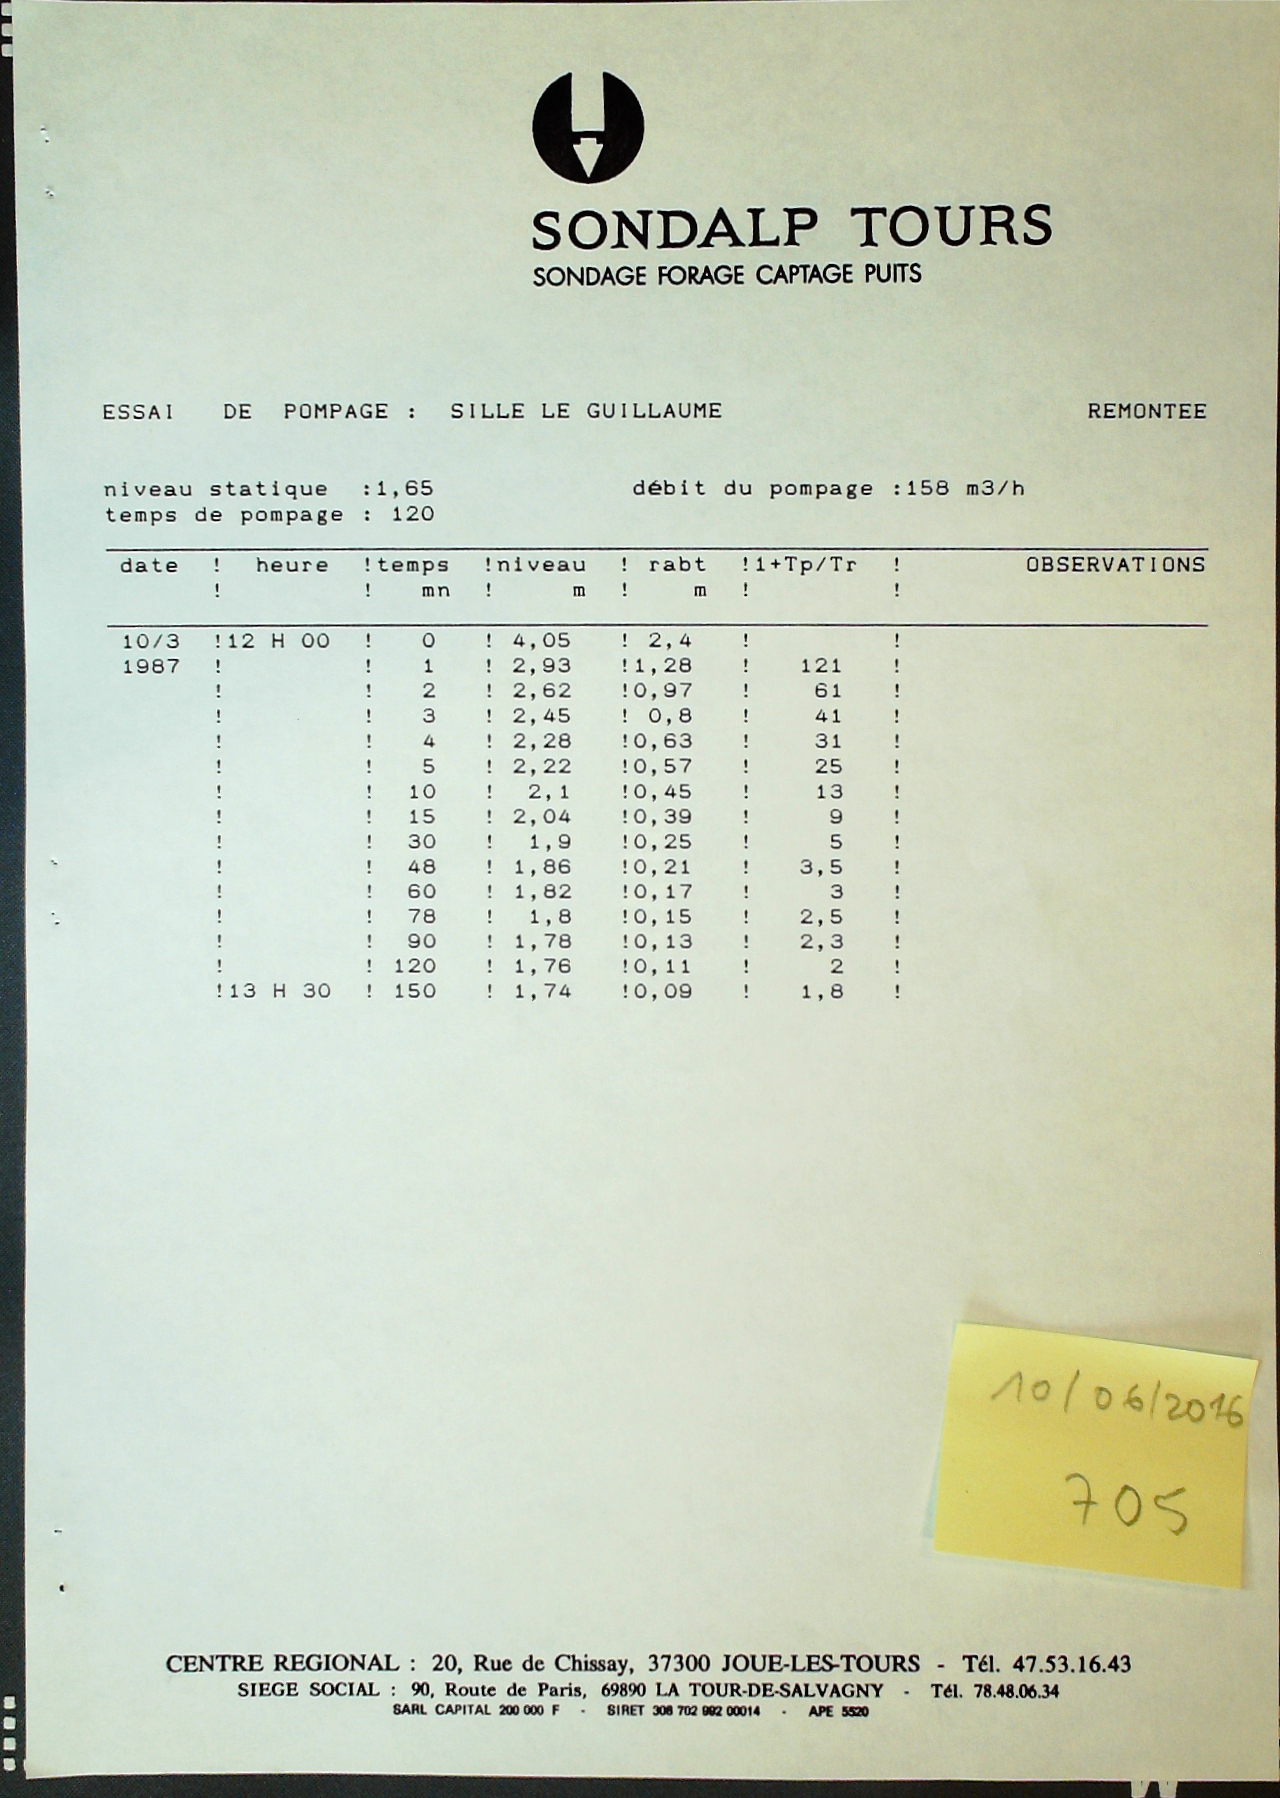 SONDALP TOURS
SONDAGE FORAGE CAPTAGE PUITS
ESSAI DE POMPAGE : SILLE LE GUILLAUME REMONTEE
niveau statique :1,65 débit du pompage :158 m3/h
temps de pompage : 120
date ! heure !temps !niveau ! rabt !1+Tp/Tr ! OBSERVATIONS
! ! mn ! m ! m ! !
10/3 !12 H 00 ! 0 ! 4,05 ! 2,4 ! !
1987 ! ! 1 ! 2,93 !1,28 ! 121 !
! ! 2 ! 2,62 !0,97 ! 61 !
! ! 3 ! 2,45 ! 0,8 ! 41 !
! ! 4 ! 2,28 !0,63 ! 31 !
! ! 5 ! 2,22 !0,57 ! 25 !
! ! 10 ! 2,1 !0,45 ! 13 !
! ! 15 ! 2,04 !0,39 ! 9 !
! ! 30 ! 1,9 !0,25 ! 5 !
! ! 48 ! 1,86 !0,21 ! 3,5 !
! ! 60 ! 1,82 !0,17 ! 3 !
! ! 78 ! 1,8 !0,15 ! 2,5 !
! ! 90 ! 1,78 !0,13 ! 2,3 !
! ! 120 ! 1,76 !0,11 ! 2 !
!13 H 30 ! 150 ! 1,74 !0,09 ! 1,8 !
10/06/2016
705
CENTRE REGIONAL : 20, Rue de Chissay, 37300 JOUE-LES-TOURS - Tél. 47.53.16.43
SIEGE SOCIAL : 90, Route de Paris, 69890 LA TOUR-DE-SALVAGNY - Tél. 78.48.06.34
SARL CAPITAL 200 000 F - SIRET 308 702 992 00014 - APE 5520